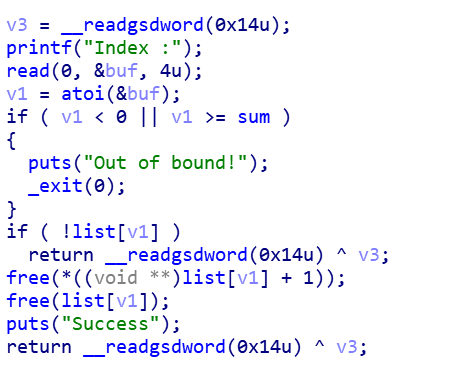 v3 = __readgsdword(0x14u);
printf("Index :");
read(0, &buf, 4u);
v1 = atoi(&buf);
if ( v1 < 0 || v1 >= sum )
{
  puts("Out of bound!");
  _exit(0);
}
if ( !list[v1] )
  return __readgsdword(0x14u) ^ v3;
free(*((void **)list[v1] + 1));
free(list[v1]);
puts("Success");
return __readgsdword(0x14u) ^ v3;